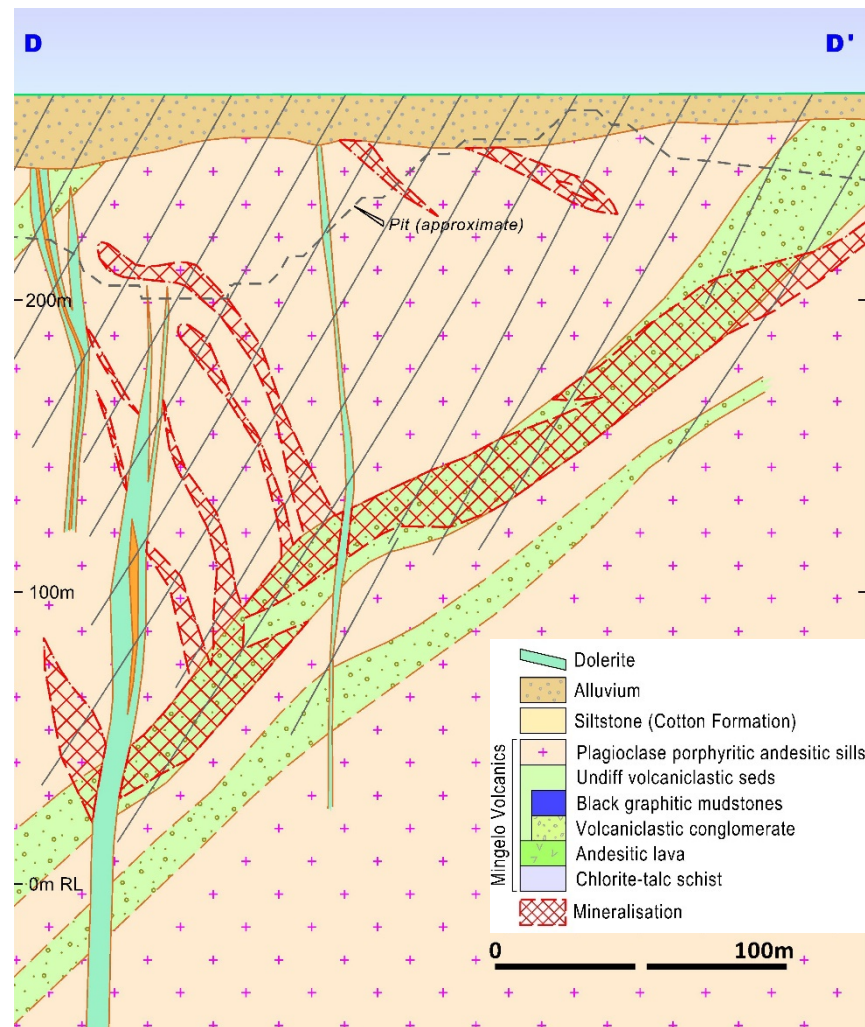 D
D'
Pit (approximate)
200m
100m
0m RL
Dolerite
Alluvium
Siltstone (Cotton Formation)
Mingelo Volcanics
Plagioclase porphyritic andesitic sills
Undiff volcaniclastic seds
Black graphitic mudstones
Volcaniclastic conglomerate
Andesitic lava
Chlorite-talc schist
Mineralisation
0
100m